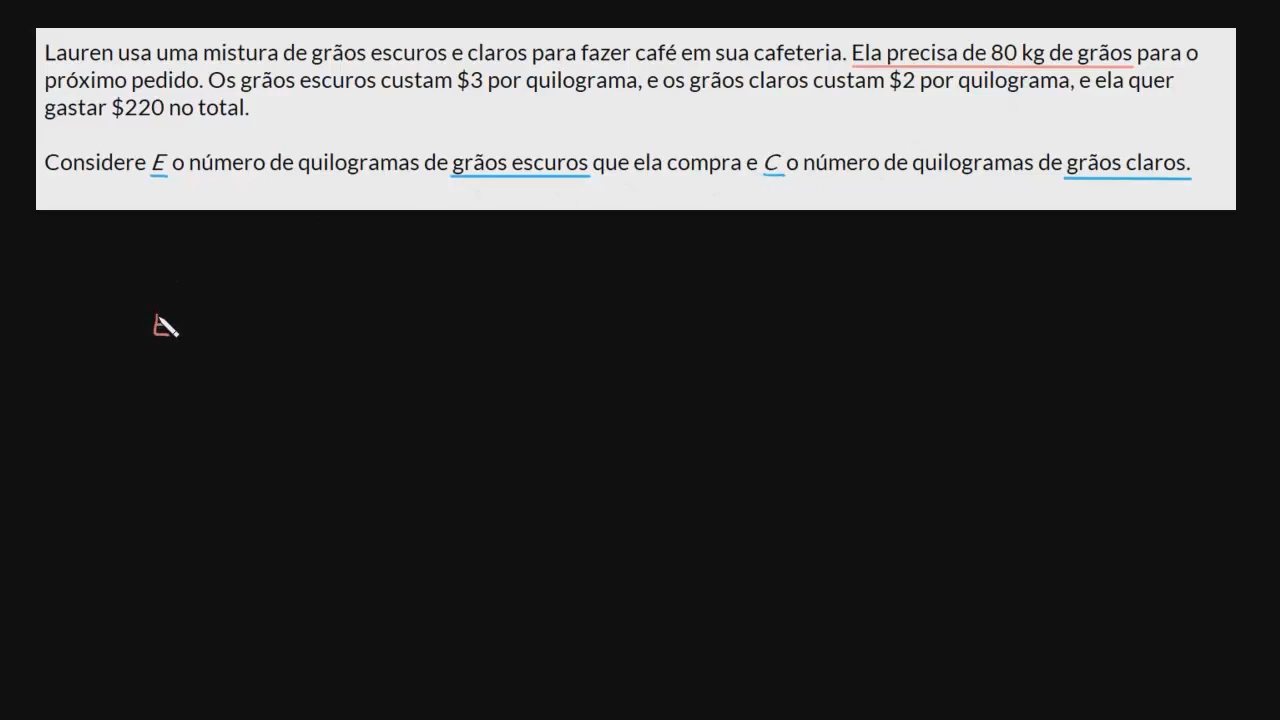 Lauren usa uma mistura de grãos escuros e claros para fazer café em sua cafeteria. Ela precisa de 80 kg de grãos para o
próximo pedido. Os grãos escuros custam $3 por quilograma, e os grãos claros custam $2 por quilograma, e ela quer
gastar $220 no total.
Considere E o número de quilogramas de grãos escuros que ela compra e C o número de quilogramas de grãos claros.
E